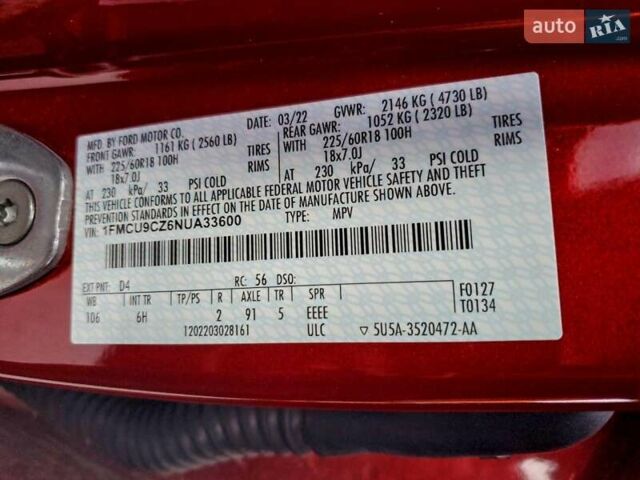 auto RIA.com
MFD. BY FORD MOTOR CO.
03/22 GVWR: 2146 KG ( 4730 LB)
FRONT GAWR: 1161 KG ( 2560 LB)
REAR GAWR: 1052 KG ( 2320 LB)
WITH 225/60R18 100H TIRES
18x7.0J RIMS
WITH 225/60R18 100H TIRES
18x7.0J RIMS
AT 230 kPa/ 33 PSI COLD
AT 230 kPa/ 33 PSI COLD
THIS VEHICLE CONFORMS TO ALL APPLICABLE FEDERAL MOTOR VEHICLE SAFETY AND
THEFT PREVENTION STANDARDS IN EFFECT ON THE DATE OF MANUFACTURE SHOWN ABOVE.
VIN: 1FMCU9CZ6NUA33600
TYPE: MPV
EXT PNT: D4 RC: 56 DSO:
WB INT TR TP/PS R AXLE TR SPR
106 6H 2 91 5 EEEE
1202203028161 ULC
F0127
T0134
▽ 5U5A-3520472-AA